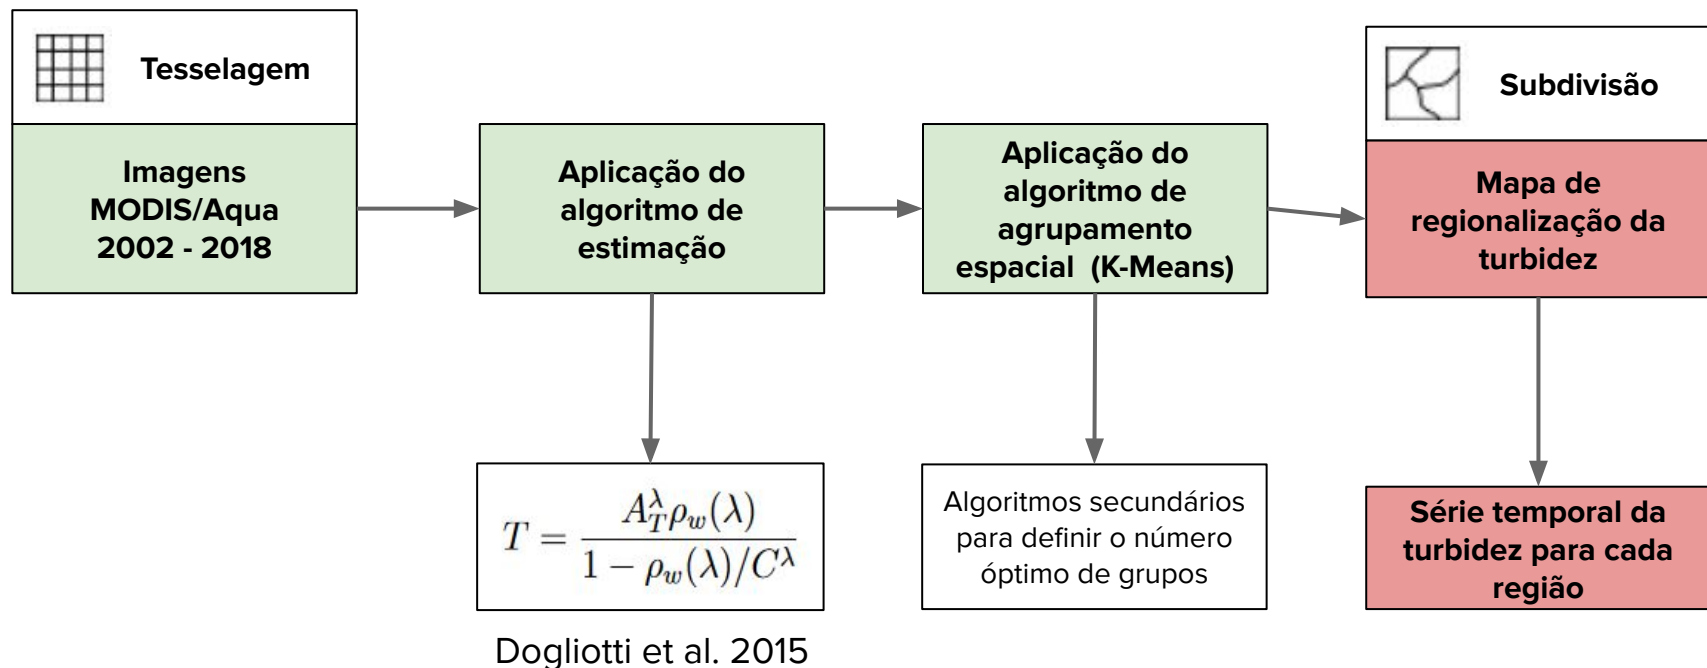 Tesselagem
Imagens
MODIS/Aqua
2002 - 2018
Aplicação do
algoritmo de
estimação
Aplicação do
algoritmo de
agrupamento
espacial  (K-Means)
Subdivisão
Mapa de
regionalização da
turbidez
T = \frac{A_T^λ ρ_w(λ)}{1 − ρ_w(λ)/C^λ}
Dogliotti et al. 2015
Algoritmos secundários
para definir o número
óptimo de grupos
Série temporal da
turbidez para cada
região